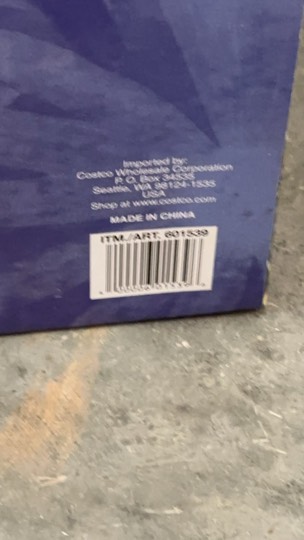 Imported by:
Costco Wholesale Corporation
P. O. Box 34535
Seattle, WA 98124-1535
USA
Shop at www.costco.com
MADE IN CHINA
ITM./ART. 601539